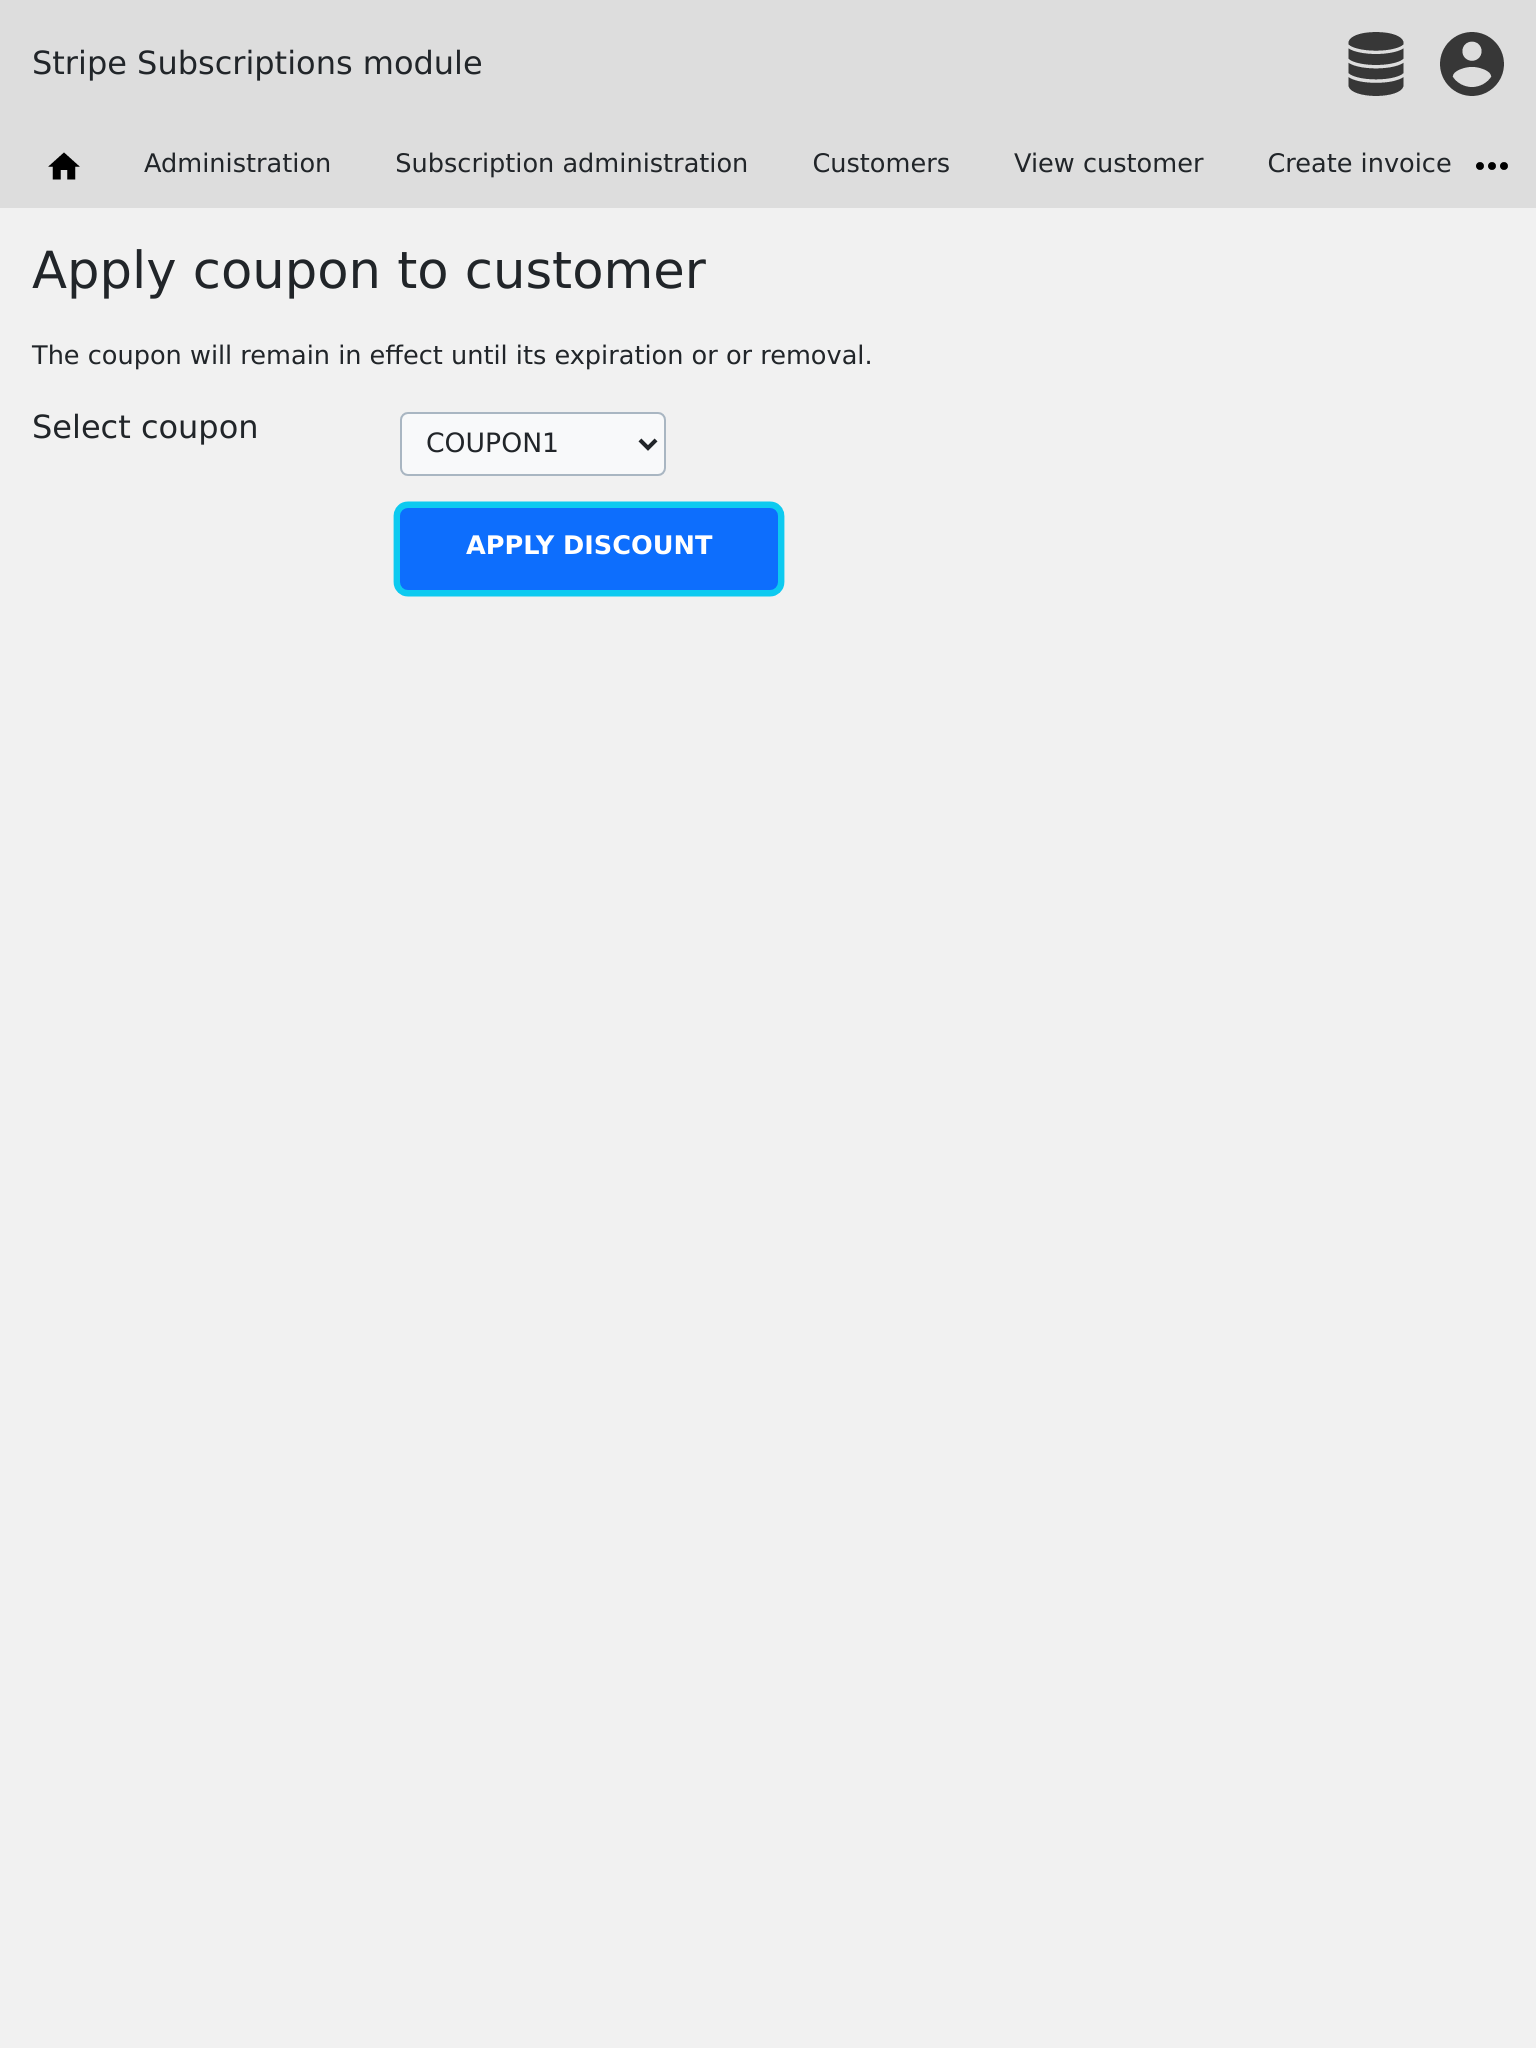 Stripe Subscriptions module
Administration Subscription administration Customers View customer Create invoice
Apply coupon to customer
The coupon will remain in effect until its expiration or or removal.
Select coupon COUPON1
APPLY DISCOUNT